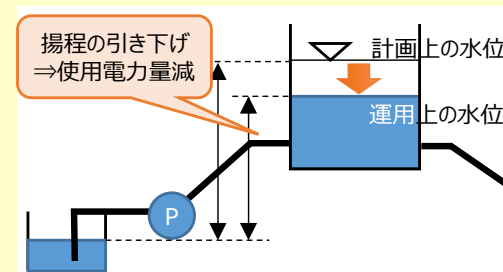 揚程の引き下げ
⇒使用電力量減
計画上の水位
運用上の水位
P